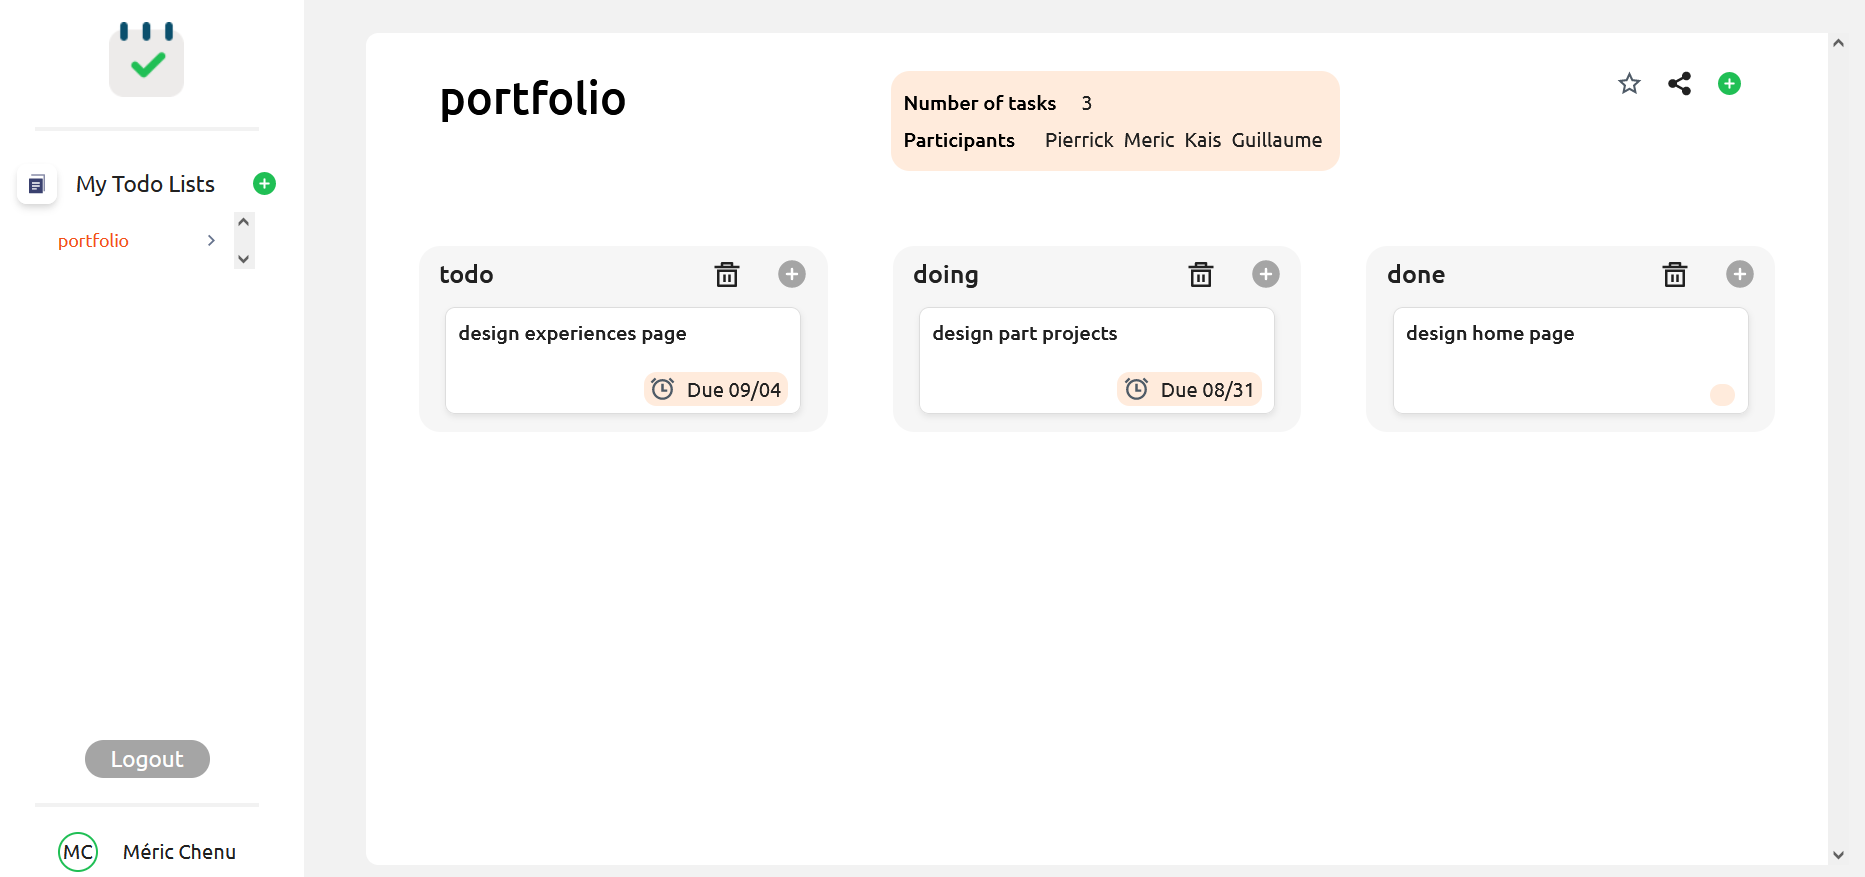 My Todo Lists
portfolio
Logout
MC Méric Chenu
portfolio
Number of tasks 3
Participants Pierrick Meric Kais Guillaume
todo
design experiences page
Due 09/04
doing
design part projects
Due 08/31
done
design home page